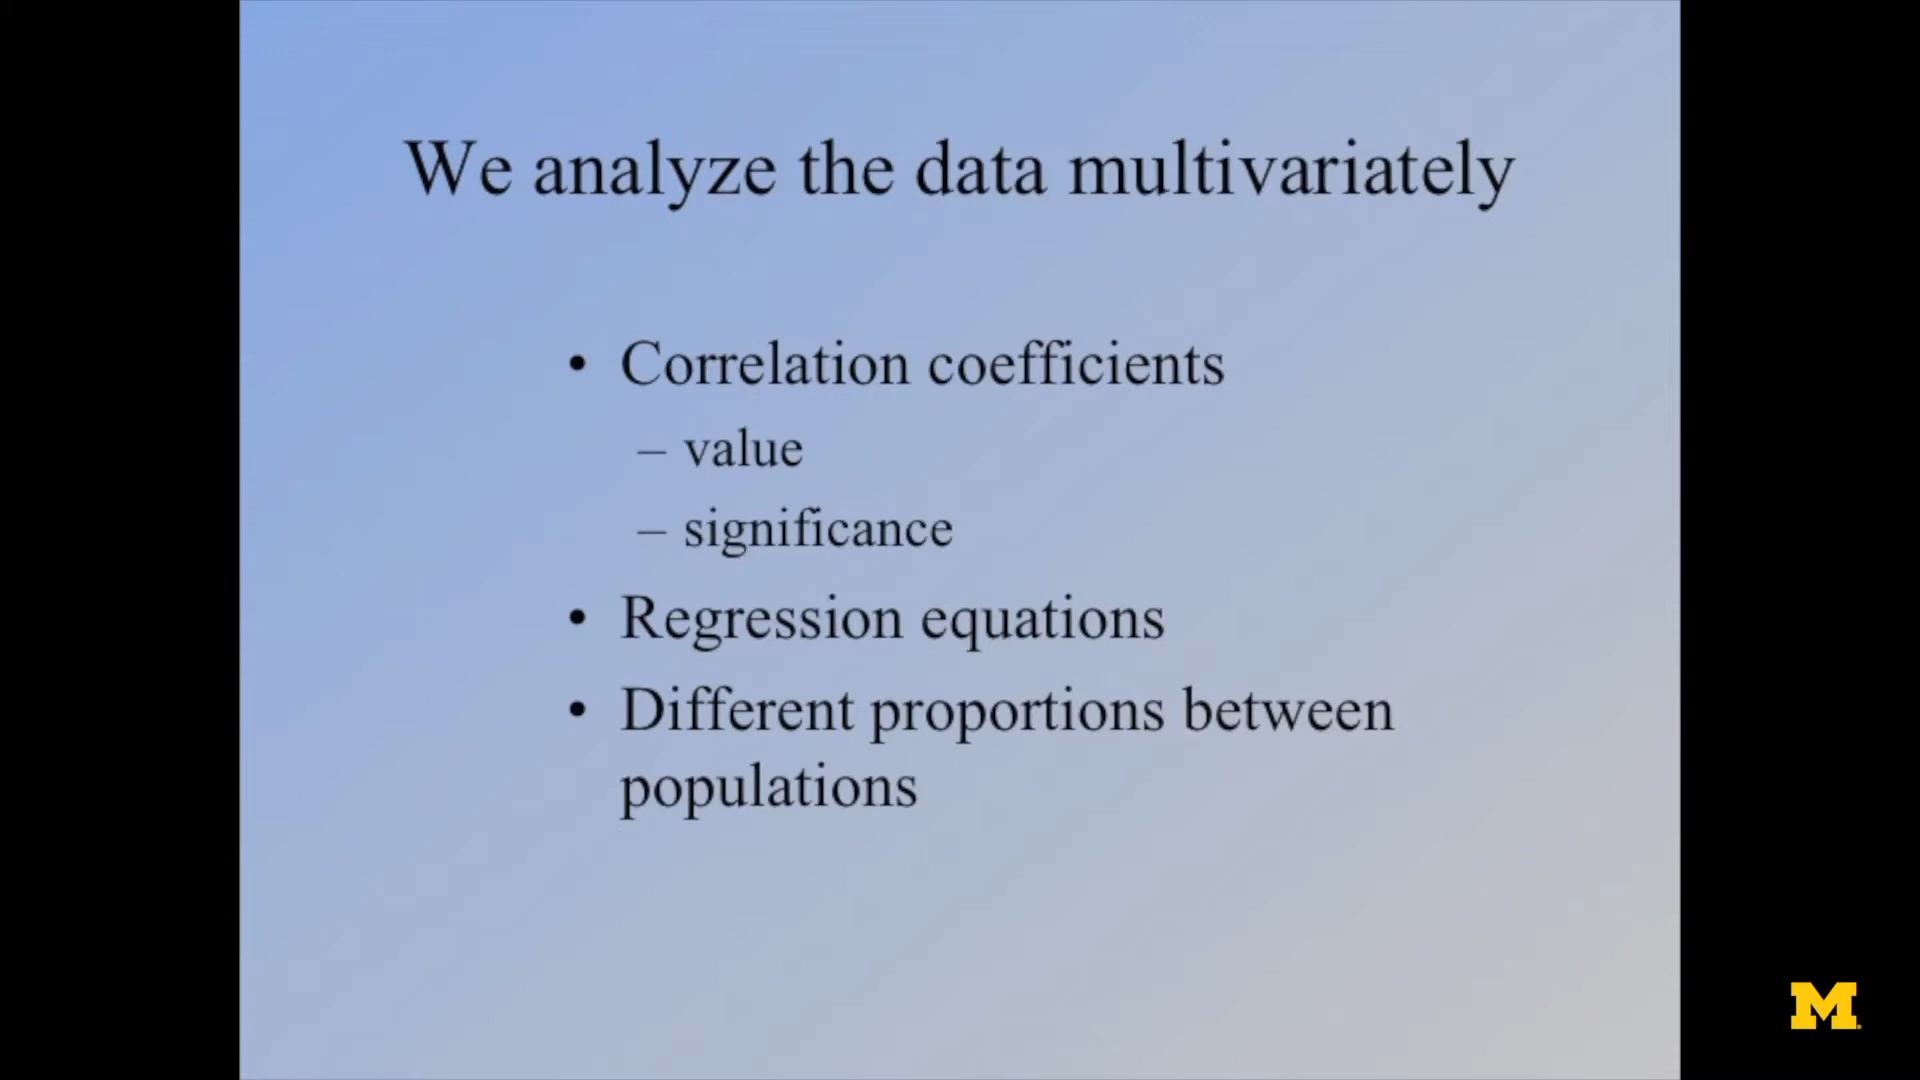 We analyze the data multivariately
• Correlation coefficients
– value
– significance
• Regression equations
• Different proportions between
populations
M